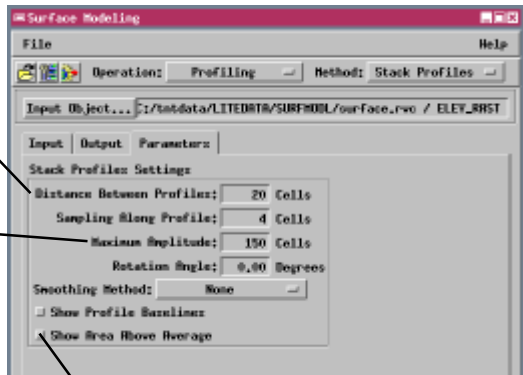 Surface Modeling
File Help
Operation: Profiling Method: Stack Profiles
Input Object... C:/tntdata/LITEDATA/SURFMODL/surface.rvc / ELEV_RAST
Input Output Parameters
Stack Profiles Settings
Distance Between Profiles: 20 Cells
Sampling Along Profile: 4 Cells
Maximum Amplitude: 150 Cells
Rotation Angle: 0.00 Degrees
Smoothing Method: None
Show Profile Baselines
Show Area Above Average